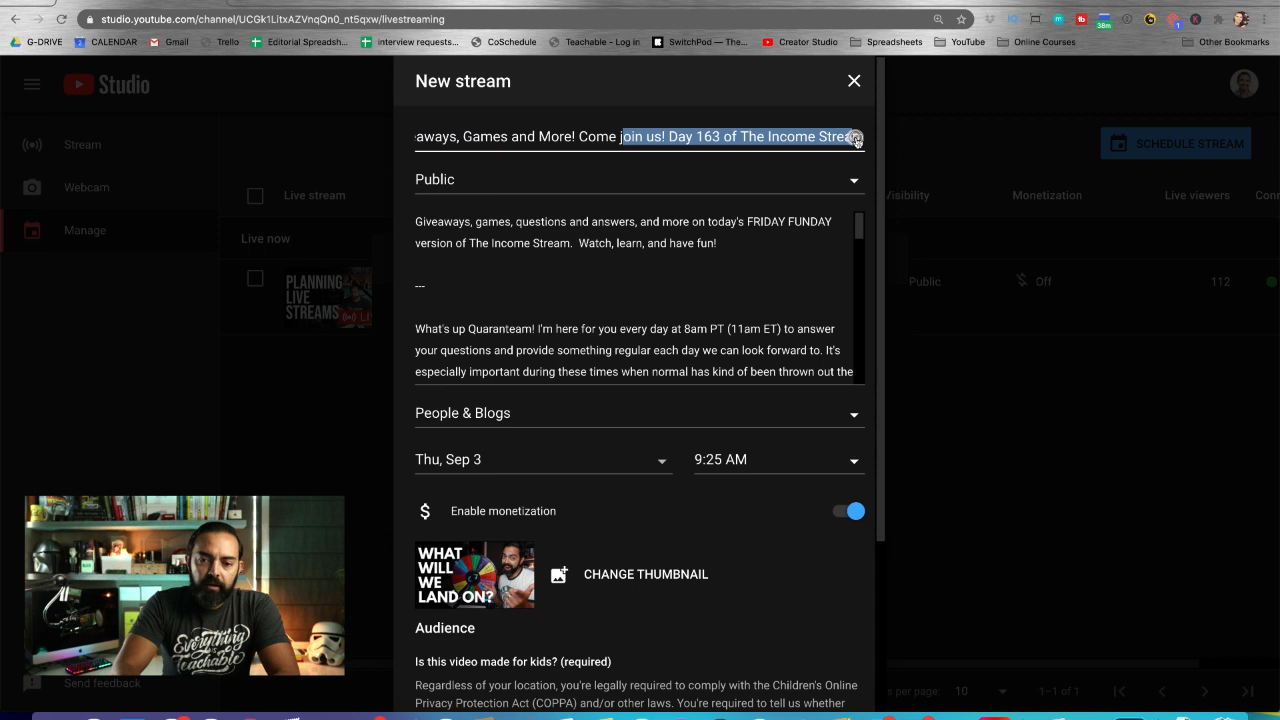 studio.youtube.com/channel/UCGk1LitxAZVnqQn0_nt5qxw/livestreaming
38m
G-DRIVE
CALENDAR
Gmail
Trello
Editorial Spreadsh...
interview requests...
CoSchedule
Teachable - Log in
SwitchPod — The...
Creator Studio
Spreadsheets
YouTube
Online Courses
Other Bookmarks
Studio
New stream
eaways, Games and More! Come join us! Day 163 of The Income Strea
Stream
SCHEDULE STREAM
Webcam
Public
Live stream
Visibility
Monetization
Live viewers
Manage
Live now
Giveaways, games, questions and answers, and more on today's FRIDAY FUNDAY
version of The Income Stream. Watch, learn, and have fun!
---
PLANNING
LIVE
STREAMS
Public
Off
112
What's up Quaranteam! I'm here for you every day at 8am PT (11am ET) to answer
your questions and provide something regular each day we can look forward to. It's
especially important during these times when normal has kind of been thrown out the
People & Blogs
Thu, Sep 3
9:25 AM
$ Enable monetization
WHAT
WILL
WE
LAND ON?
CHANGE THUMBNAIL
Audience
Is this video made for kids? (required)
Regardless of your location, you're legally required to comply with the Children's Online
Privacy Protection Act (COPPA) and/or other laws. You're required to tell us whether
Everything
is
Teachable
Send feedback
s per page: 10
1–1 of 1